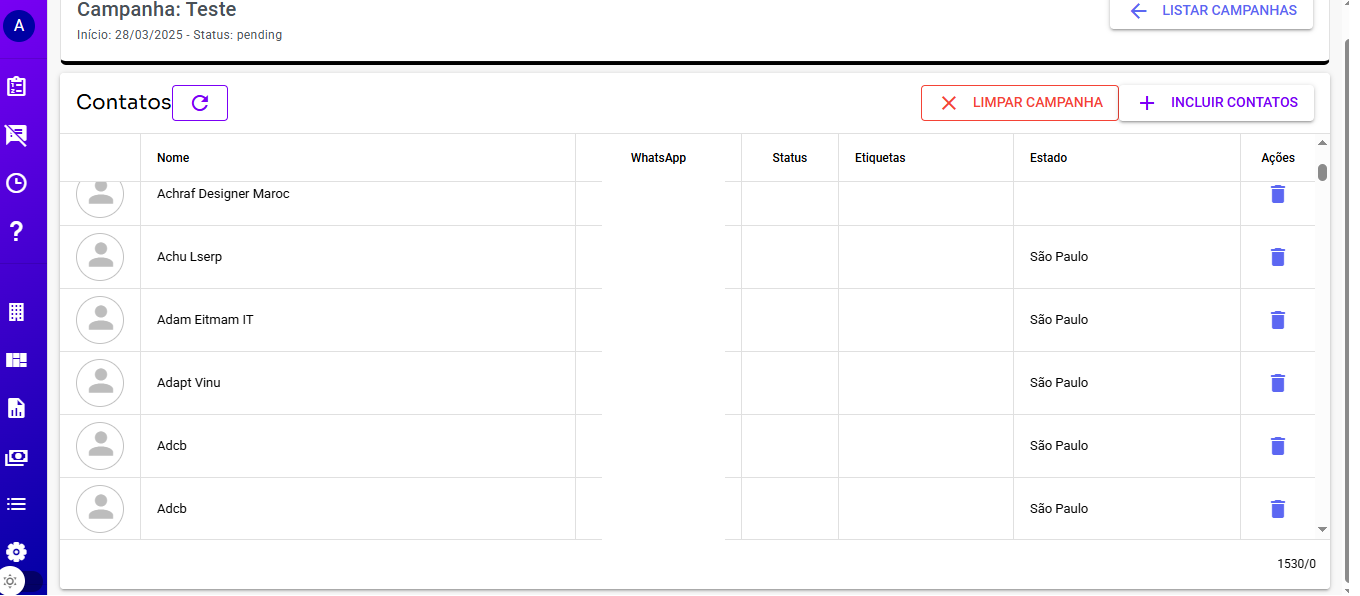 A
Campanha: Teste
LISTAR CAMPANHAS
Início: 28/03/2025 - Status: pending
Contatos
LIMPAR CAMPANHA
INCLUIR CONTATOS
Nome WhatsApp Status Etiquetas Estado Ações
Achraf Designer Maroc
Achu Lserp São Paulo
Adam Eitmam IT São Paulo
Adapt Vinu São Paulo
Adcb São Paulo
Adcb São Paulo
1530/0